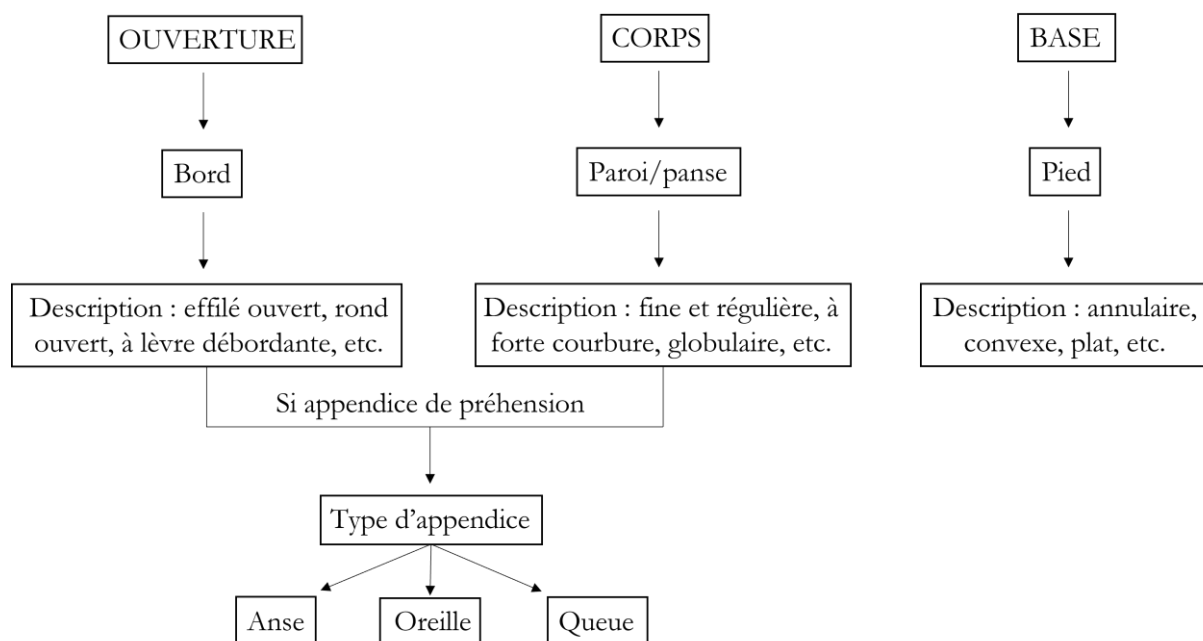 OUVERTURE
CORPS
BASE
Bord
Paroi/panse
Pied
Description : effilé ouvert, rond
ouvert, à lèvre débordante, etc.
Description : fine et régulière, à
forte courbure, globulaire, etc.
Description : annulaire,
convexe, plat, etc.
Si appendice de préhension
Type d’appendice
Anse
Oreille
Queue